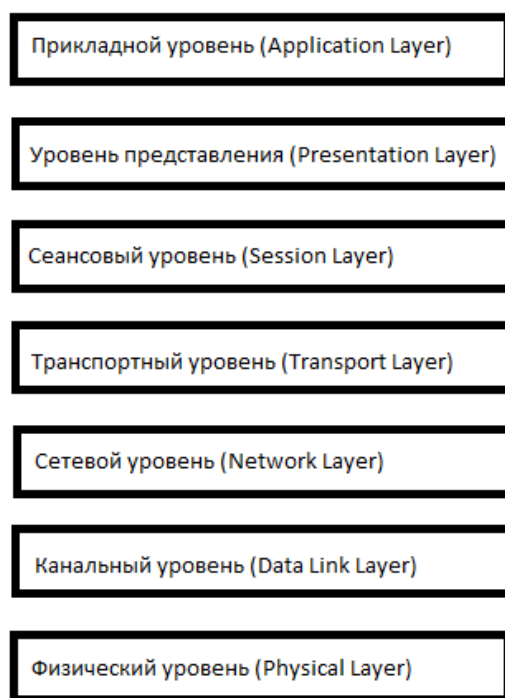 Прикладной уровень (Application Layer)
Уровень представления (Presentation Layer)
Сеансовый уровень (Session Layer)
Транспортный уровень (Transport Layer)
Сетевой уровень (Network Layer)
Канальный уровень (Data Link Layer)
Физический уровень (Physical Layer)